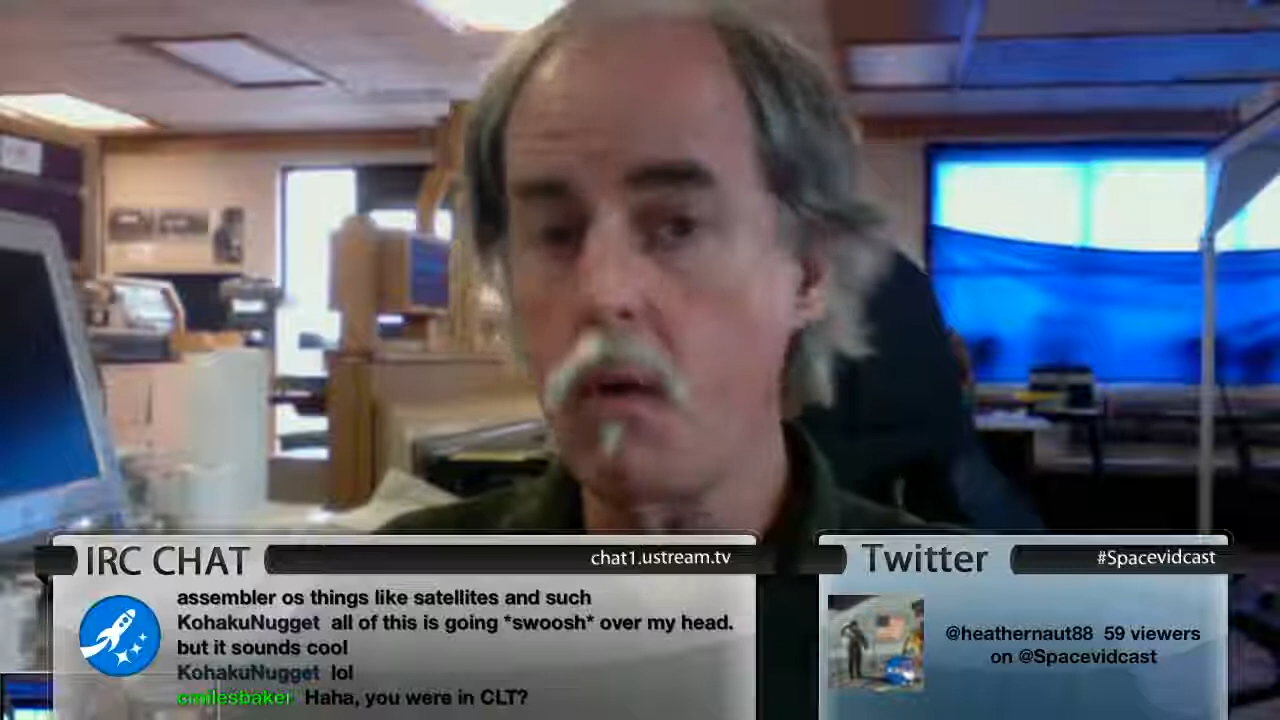 IRC CHAT
chat1.ustream.tv
assembler os things like satellites and such
KohakuNugget all of this is going *swoosh* over my head.
but it sounds cool
KohakuNugget lol
smilesbaker Haha, you were in CLT?
Twitter
#Spacevidcast
@heathernaut88 59 viewers
on @Spacevidcast